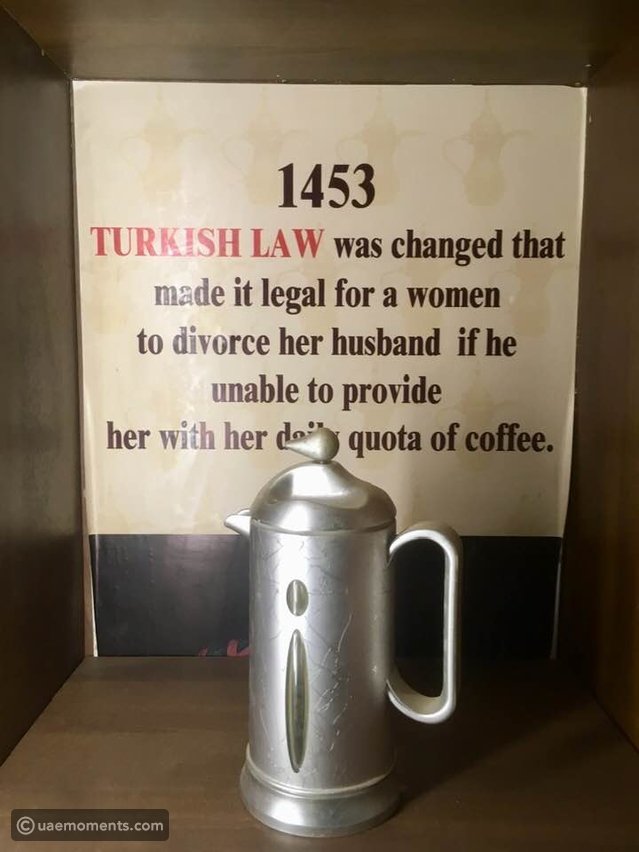 1453
TURKISH LAW was changed that
made it legal for a women
to divorce her husband if he
unable to provide
her with her daily quota of coffee.
© uaemoments.com